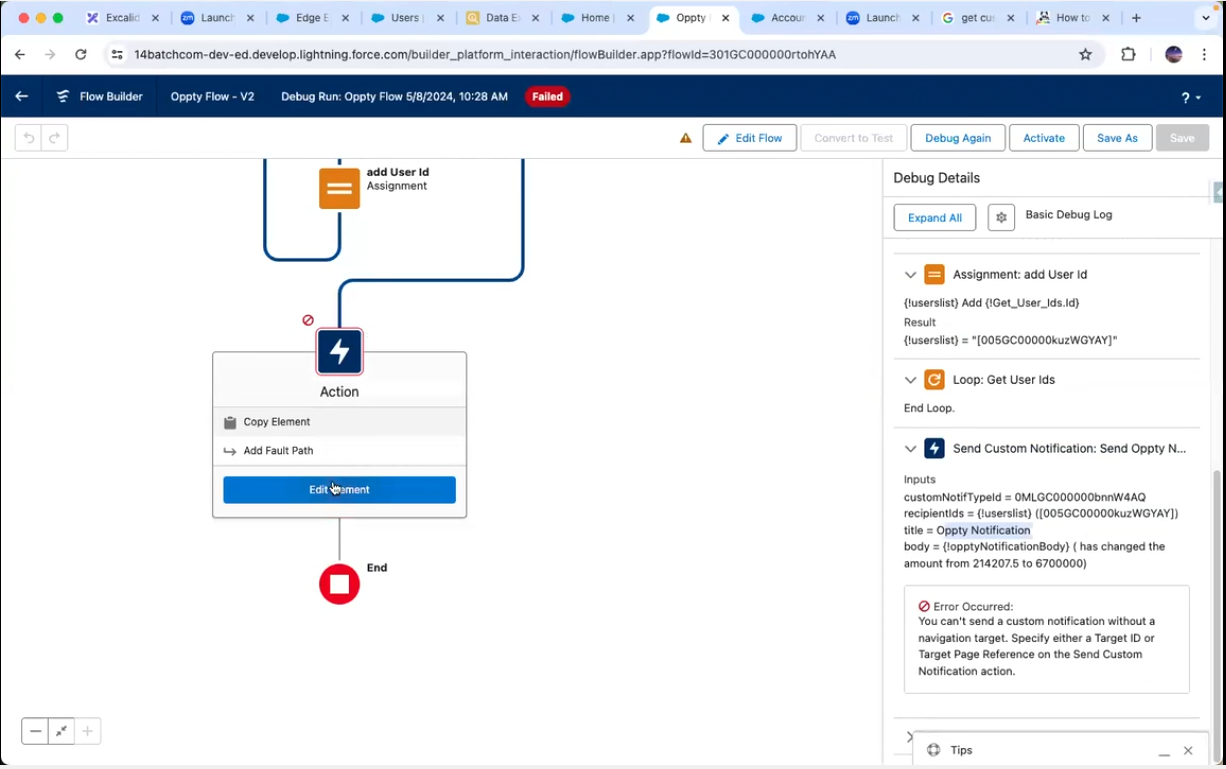 Excalid
Launch
Edge E
Users
Data E
Home
Oppty
Accou
Launch
get cus
How to
14batchcom-dev-ed.develop.lightning.force.com/builder_platform_interaction/flowBuilder.app?flowId=301GC000000rtohYAA
Flow Builder
Oppty Flow - V2
Debug Run: Oppty Flow 5/8/2024, 10:28 AM
Failed
?
Edit Flow
Convert to Test
Debug Again
Activate
Save As
Save
add User Id
Assignment
Action
Copy Element
Add Fault Path
End
Debug Details
Expand All
Basic Debug Log
Assignment: add User Id
{!userslist} Add {!Get_User_Ids.Id}
Result
{!userslist} = "[005GC00000kuzWGYAY]"
Loop: Get User Ids
End Loop.
Send Custom Notification: Send Oppty N...
Inputs
customNotifTypeId = 0MLGC000000bnnW4AQ
recipientIds = {!userslist} ([005GC00000kuzWGYAY])
title = Oppty Notification
body = {!opptyNotificationBody} ( has changed the
amount from 214207.5 to 6700000)
Error Occurred:
You can't send a custom notification without a
navigation target. Specify either a Target ID or
Target Page Reference on the Send Custom
Notification action.
Tips